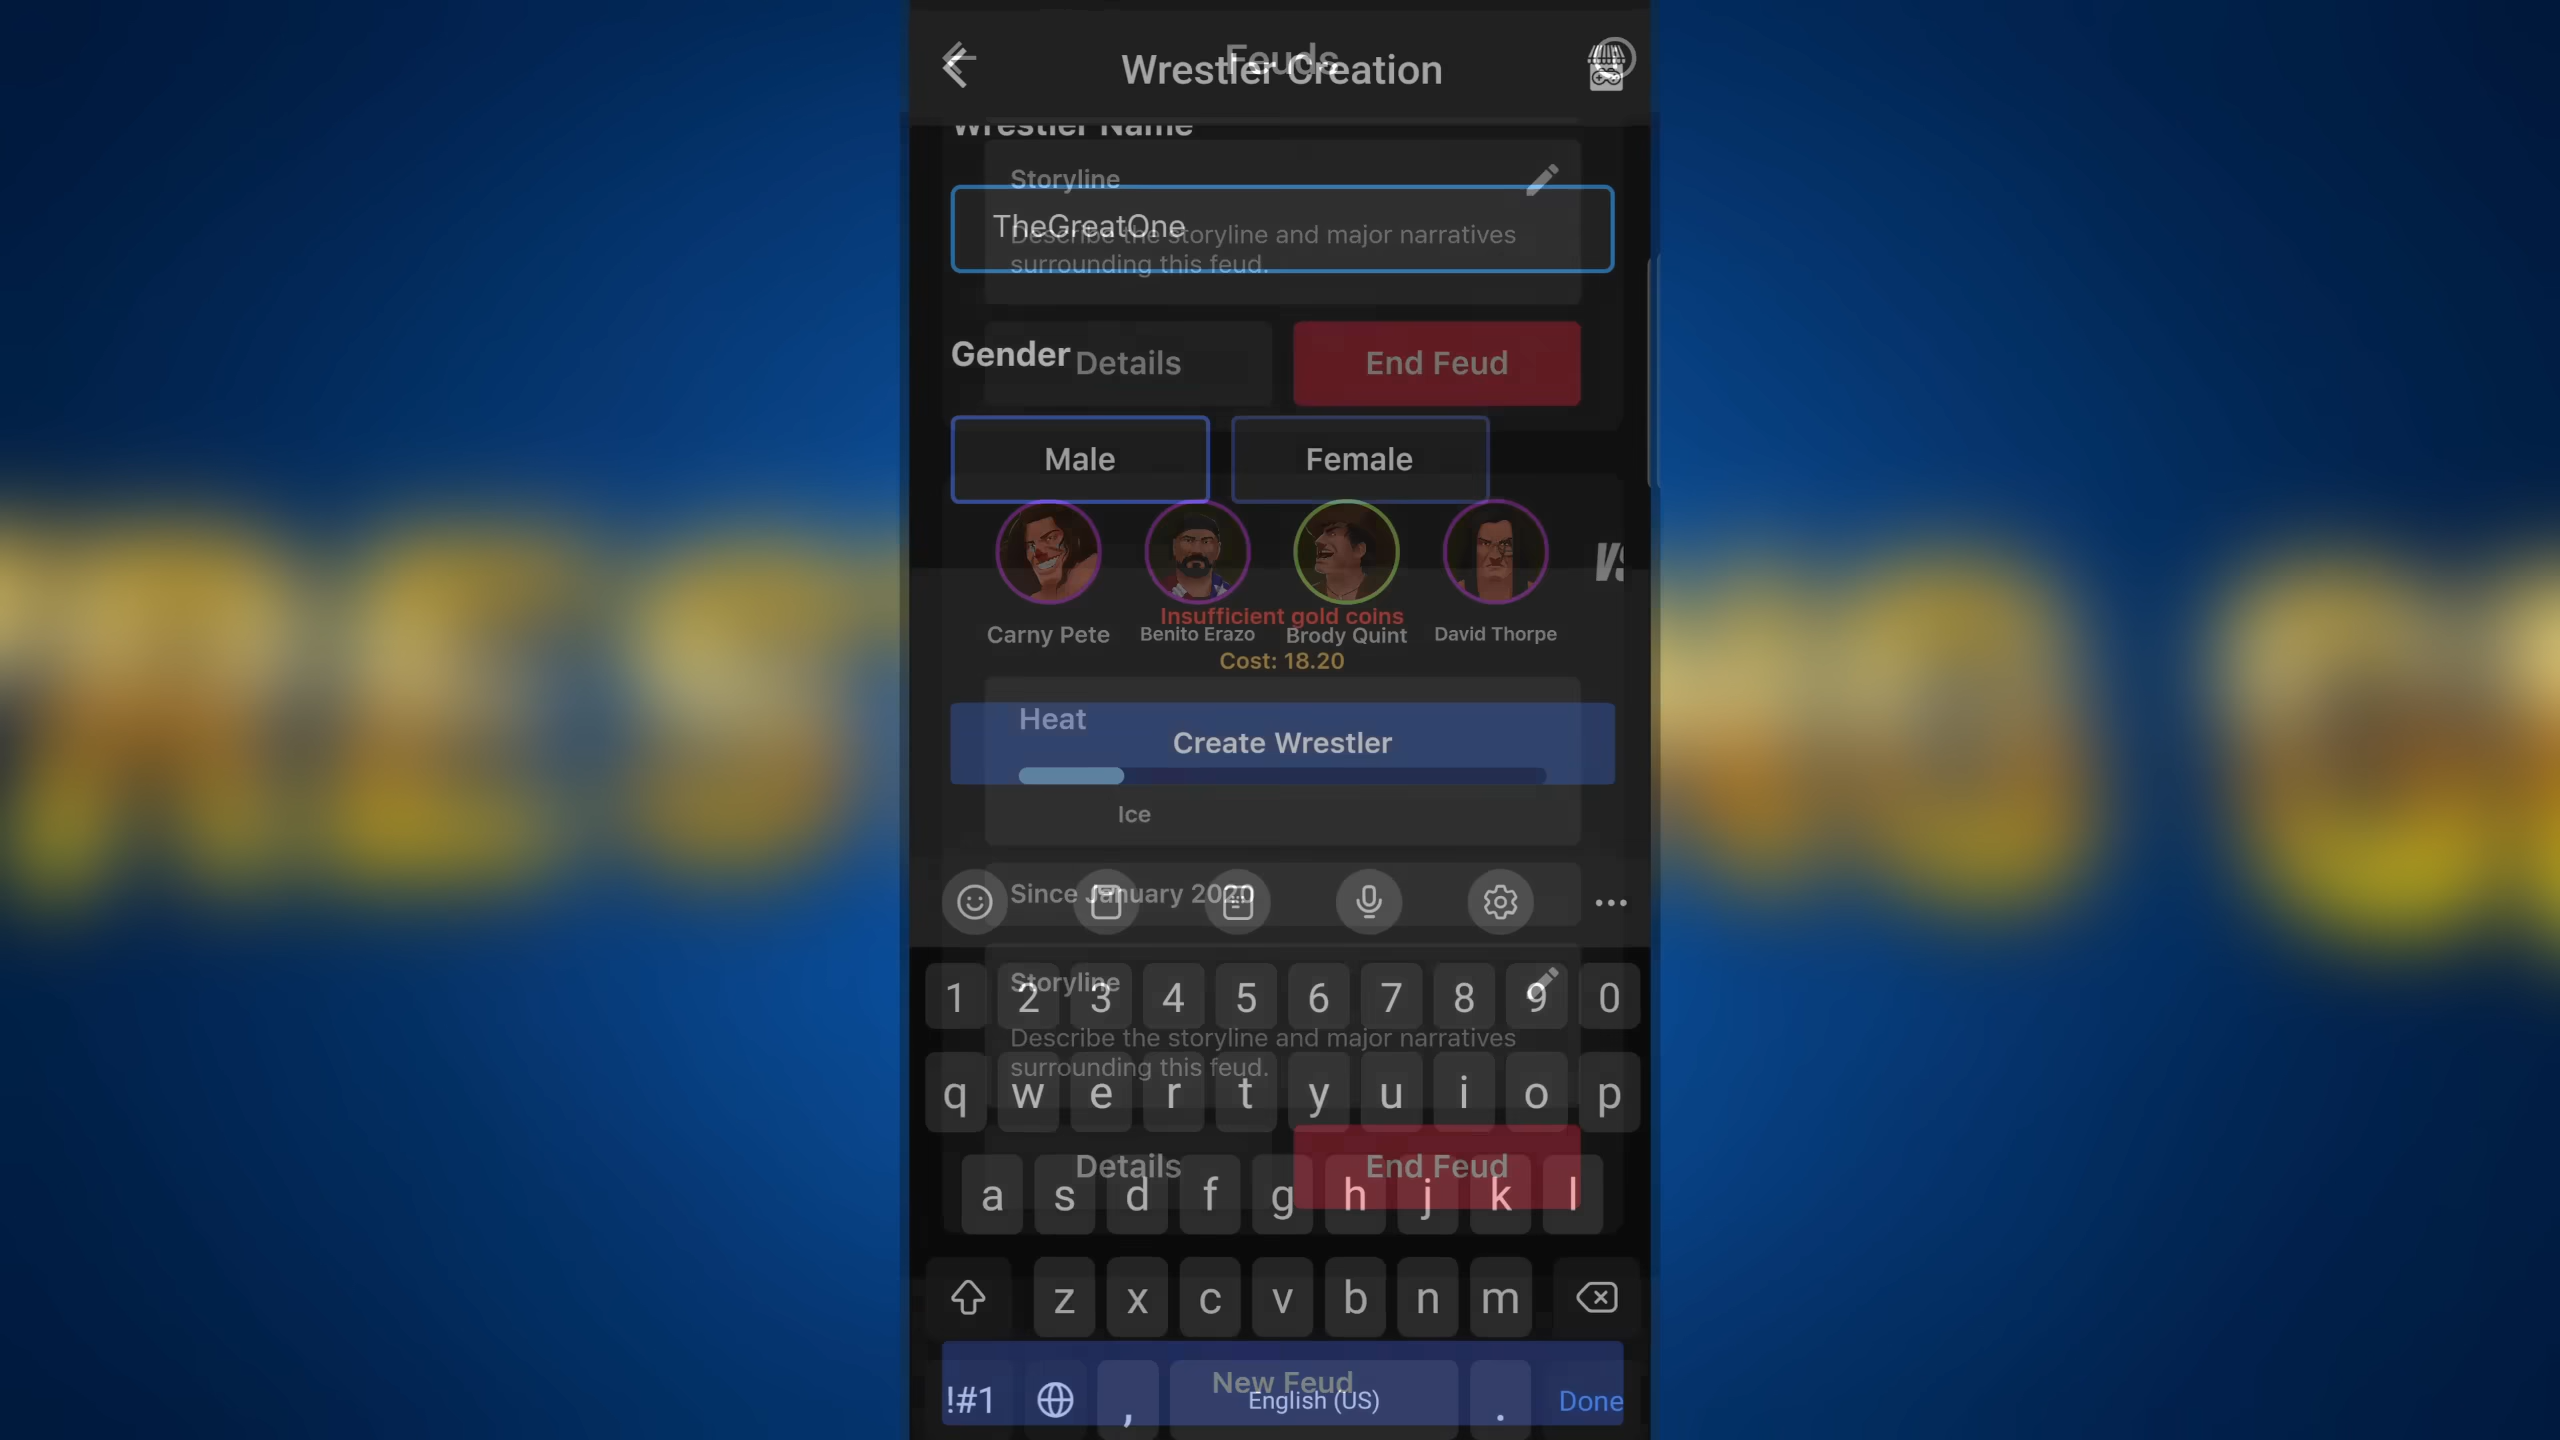 Feuds
Wrestler Creation
Wrestler Name
Storyline
TheGreatOne
Describe the storyline and major narratives
surrounding this feud.
Gender
Details
End Feud
Male
Female
VS
Insufficient gold coins
Carny Pete
Benito Erazo
Brody Quint
David Thorpe
Cost: 18.20
Heat
Create Wrestler
Ice
Since January 2020
1 2 3 4 5 6 7 8 9 0
Storyline
Describe the storyline and major narratives
surrounding this feud.
q w e r t y u i o p
Details
End Feud
a s d f g h j k l
z x c v b n m
New Feud
!#1 , English (US) . Done